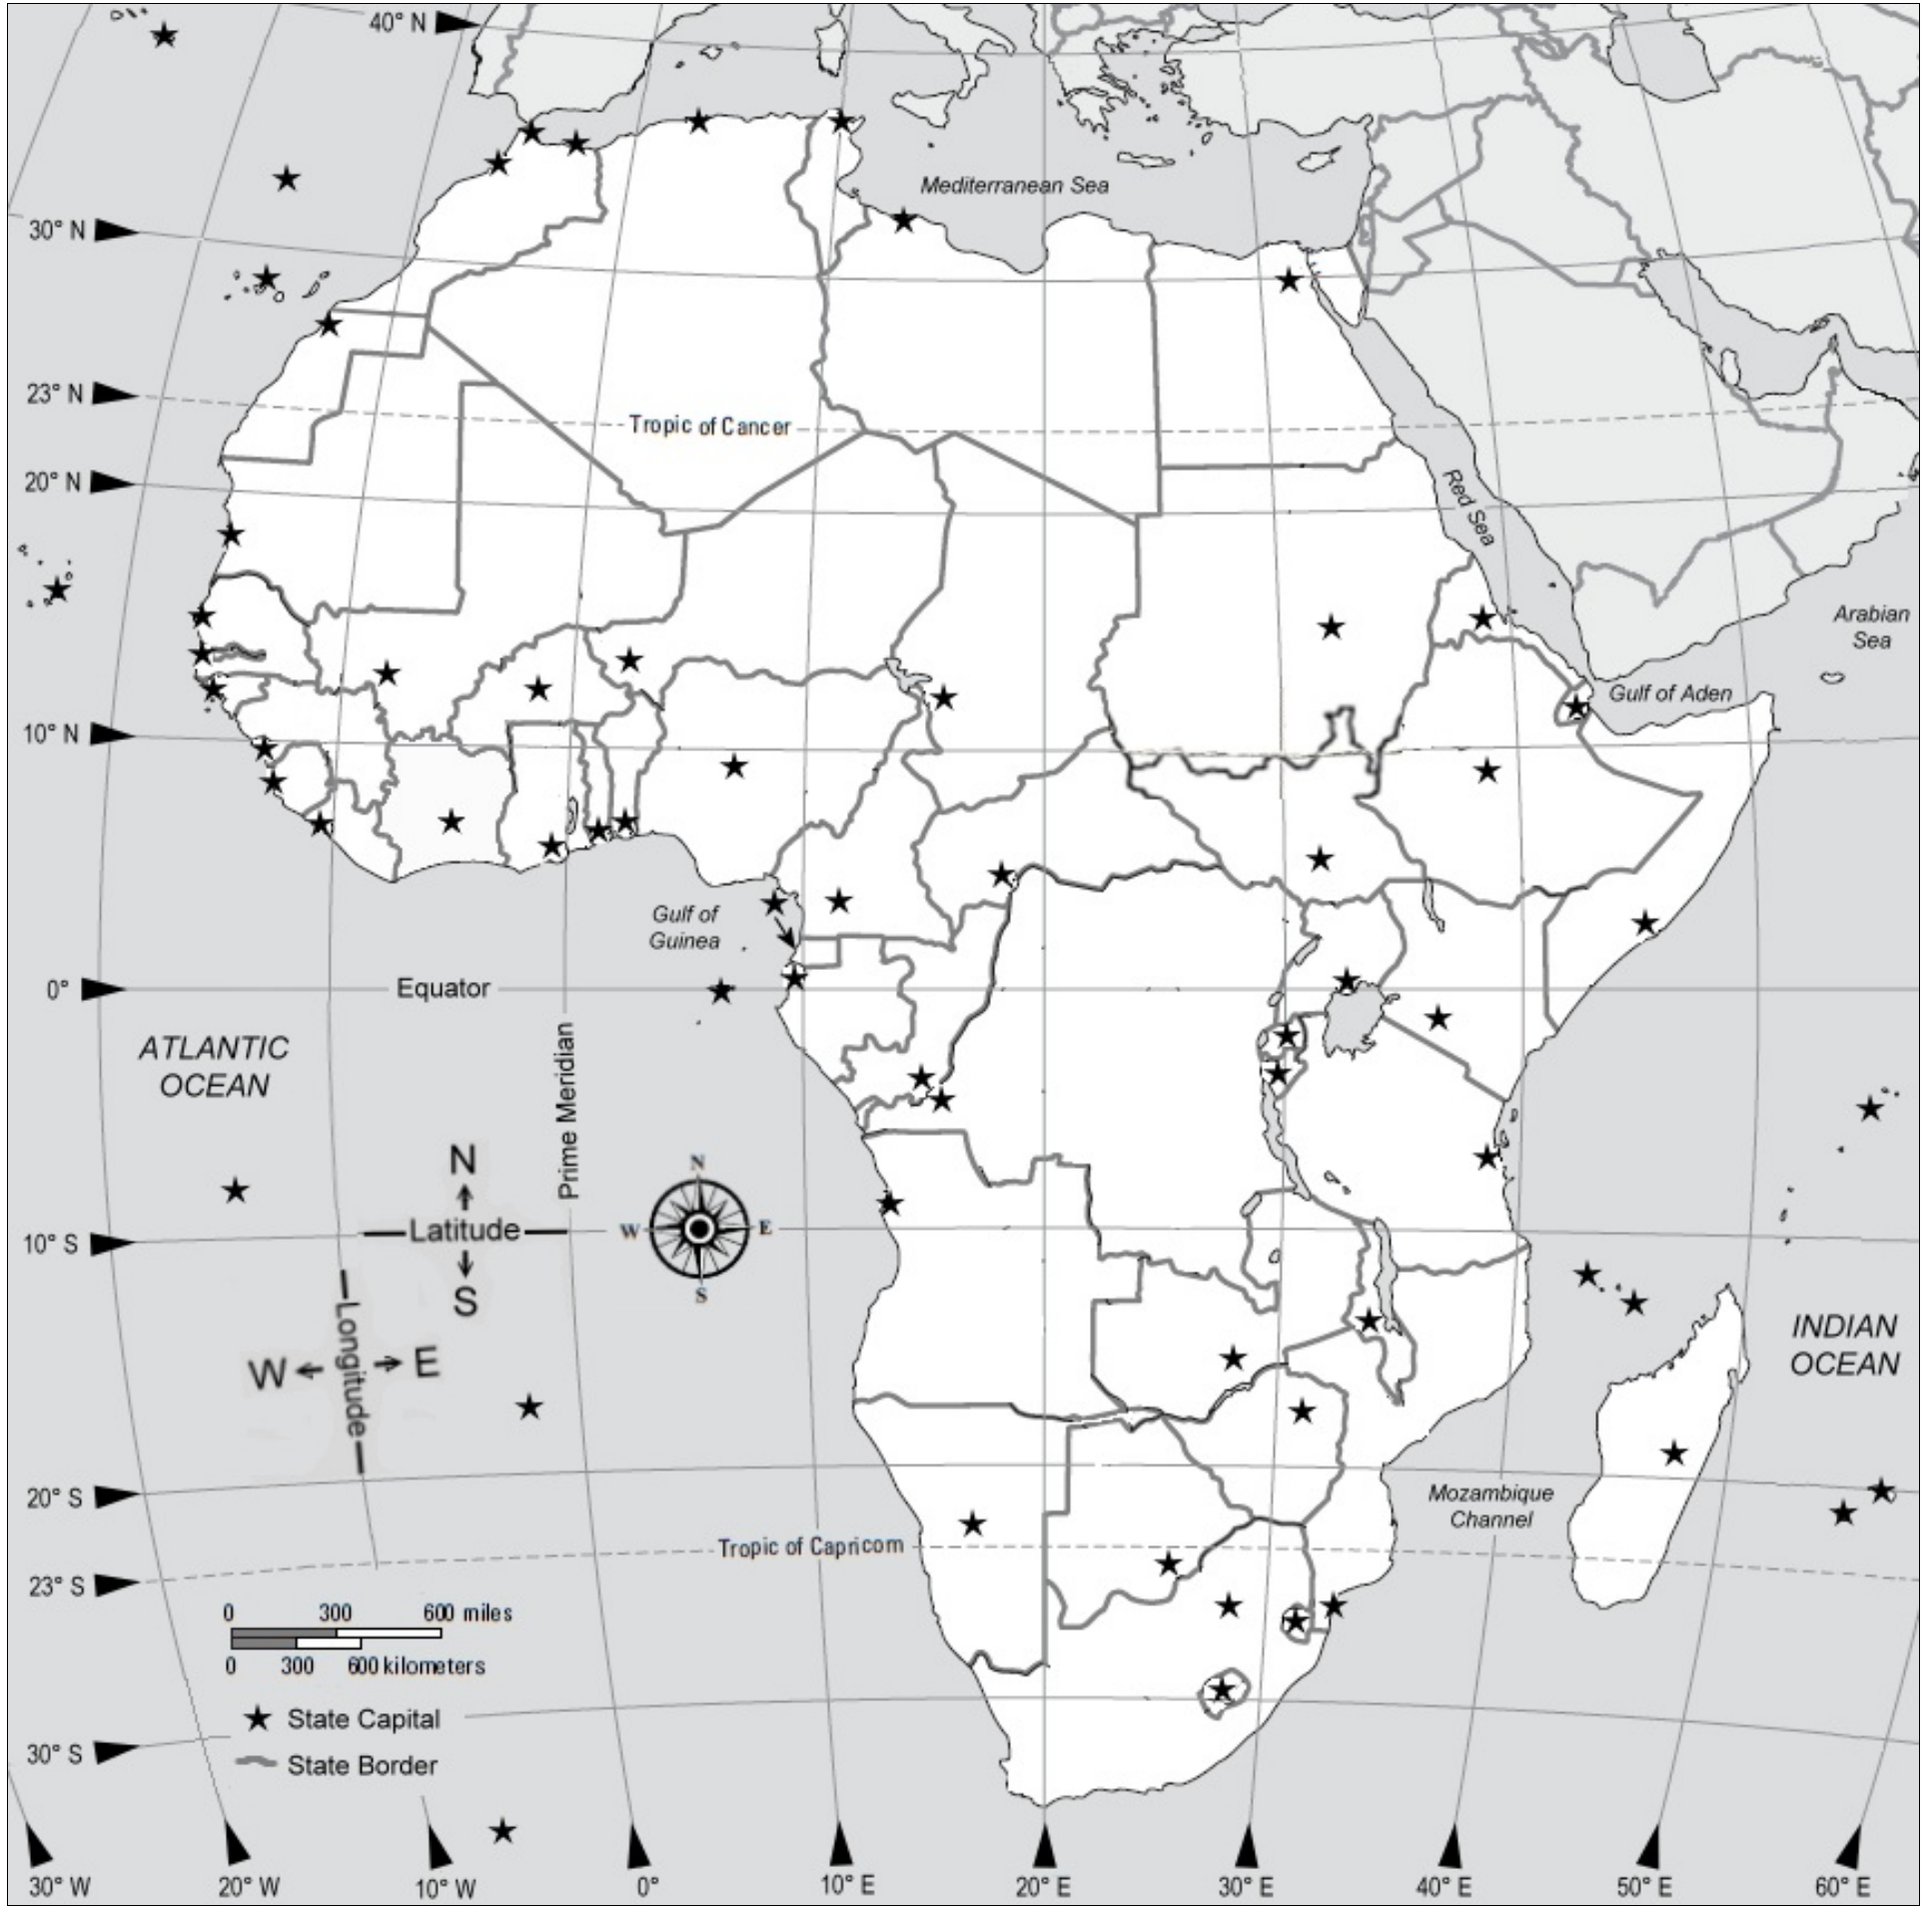 40° N
Mediterranean Sea
30° N
23° N
Tropic of Cancer
20° N
Red Sea
Arabian
Sea
Gulf of Aden
10° N
Gulf of
Guinea
0°
Equator
ATLANTIC
OCEAN
Prime Meridian
N
N
W
E
S
Latitude
10° S
S
Longitude
W
E
INDIAN
OCEAN
20° S
Mozambique
Channel
Tropic of Capricorn
23° S
0 300 600 miles
0 300 600 kilometers
State Capital
30° S
State Border
30° W 20° W 10° W 0° 10° E 20° E 30° E 40° E 50° E 60° E